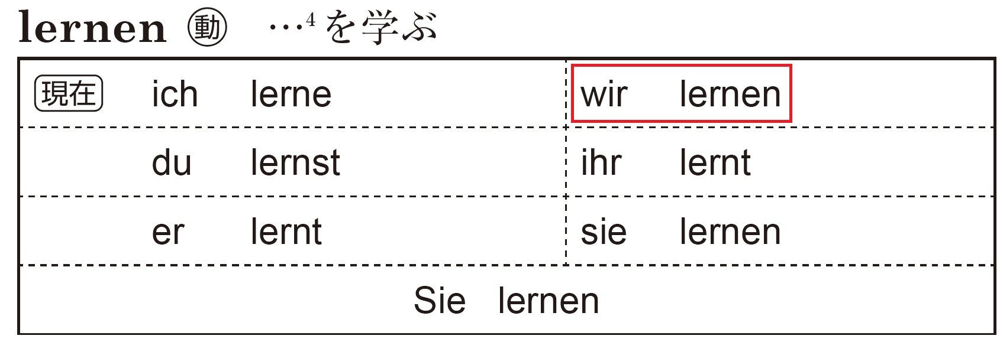 lernen 動 …4 を学ぶ
現在 ich lerne wir lernen
du lernst ihr lernt
er lernt sie lernen
Sie lernen